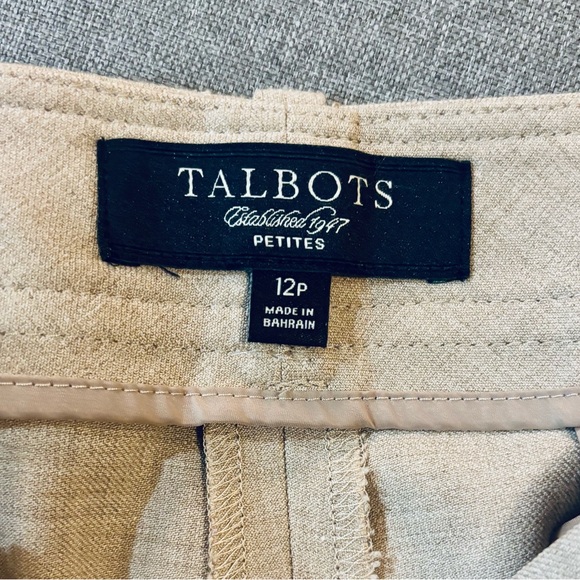 TALBOTS
Established 1947
PETITES
12P
MADE IN
BAHRAIN